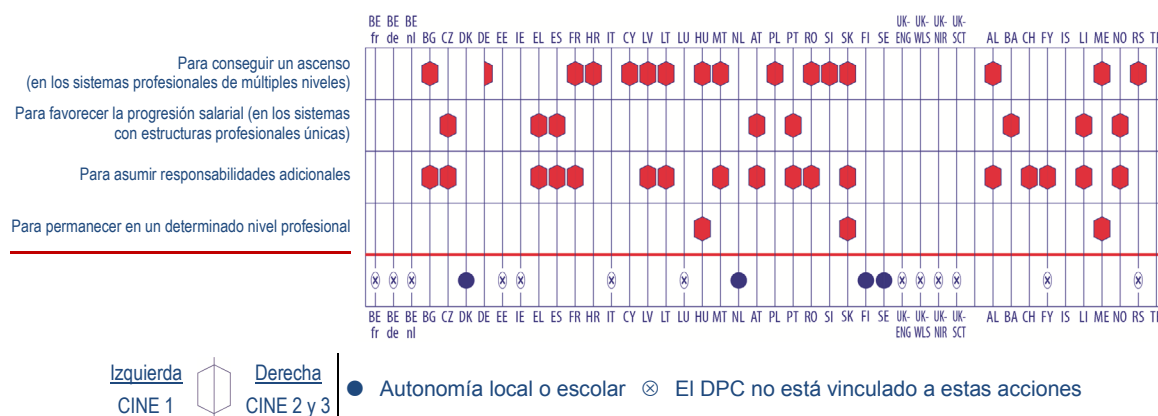 BE BE BE UK- UK- UK- UK-
fr de nl BG CZ DK DE EE IE EL ES FR HR IT CY LV LT LU HU MT NL AT PL PT RO SI SK FI SE ENG WLS NIR SCT AL BA CH FY IS LI ME NO RS
Para conseguir un ascenso
(en los sistemas profesionales de múltiples niveles)
Para favorecer la progresión salarial (en los sistemas
con estructuras profesionales únicas)
Para asumir responsabilidades adicionales
Para permanecer en un determinado nivel profesional
BE BE BE BG CZ DK DE EE IE EL ES FR HR IT CY LV LT LU HU MT NL AT PL PT RO SI SK FI SE UK- UK- UK- UK- AL BA CH FY IS LI ME NO RS
fr de nl ENG WLS NIR SCT
Izquierda Derecha
CINE 1 CINE 2 y 3
Autonomía local o escolar ⊗ El DPC no está vinculado a estas acciones